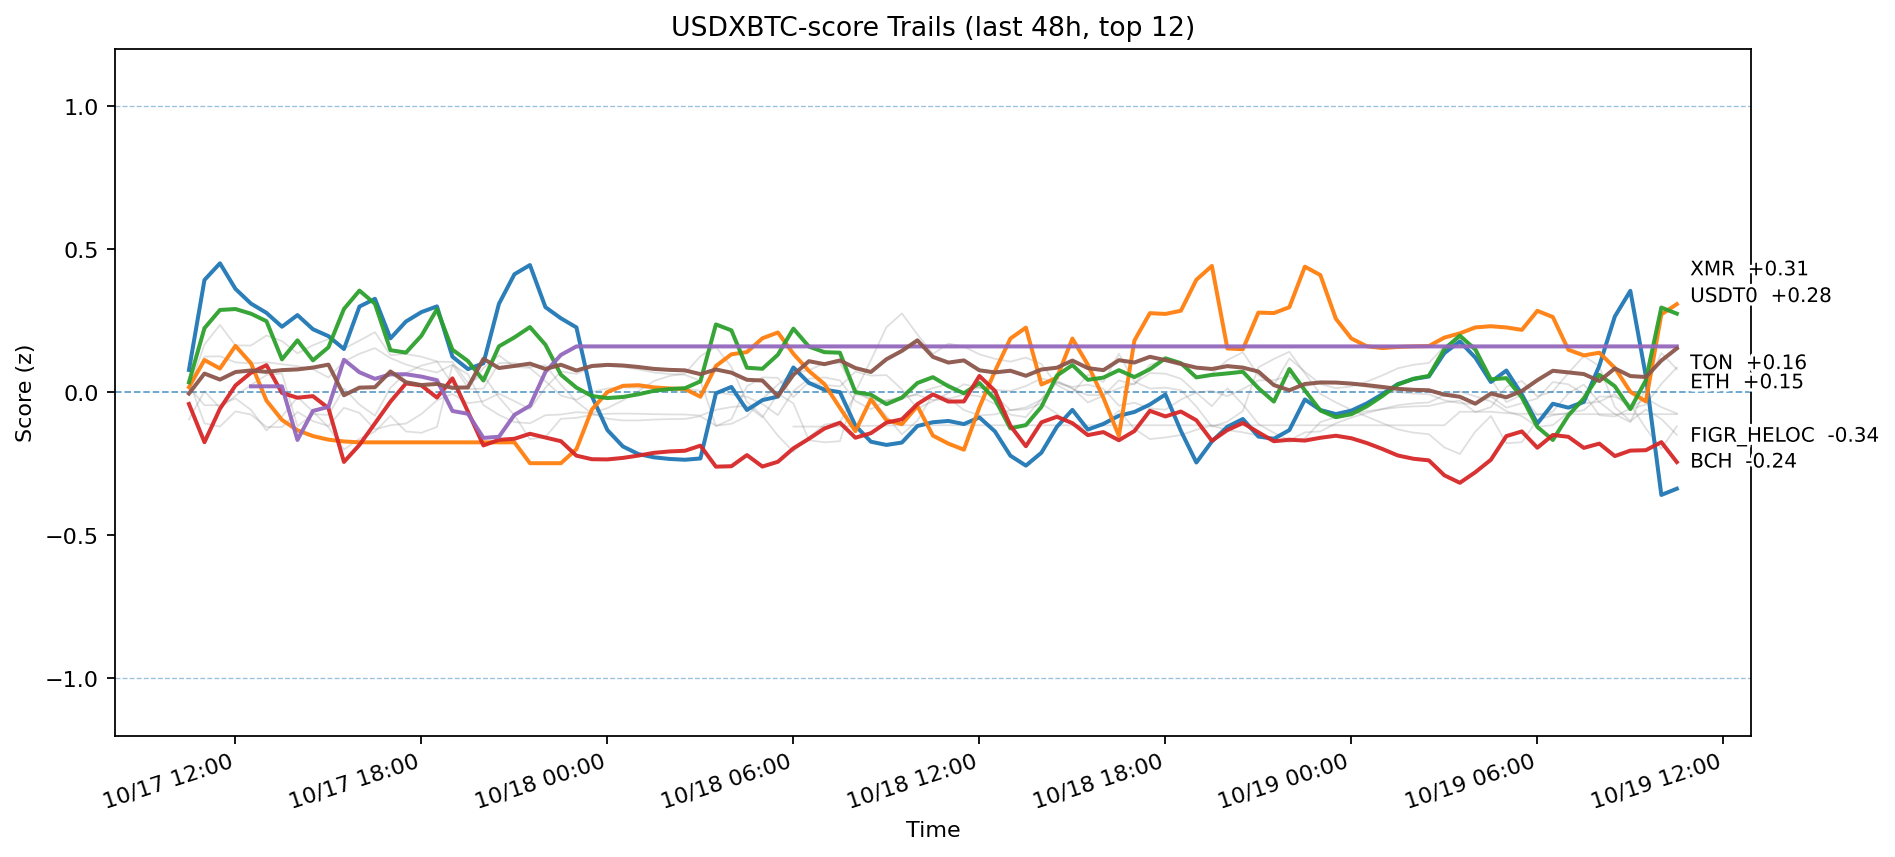 USDXBTC-score Trails (last 48h, top 12)
Score (z)
1.0
0.5
0.0
−0.5
−1.0
XMR +0.31
USDT0 +0.28
TON +0.16
ETH +0.15
FIGR_HELOC -0.34
BCH -0.24
10/17 12:00
10/17 18:00
10/18 00:00
10/18 06:00
10/18 12:00
10/18 18:00
10/19 00:00
10/19 06:00
10/19 12:00
Time